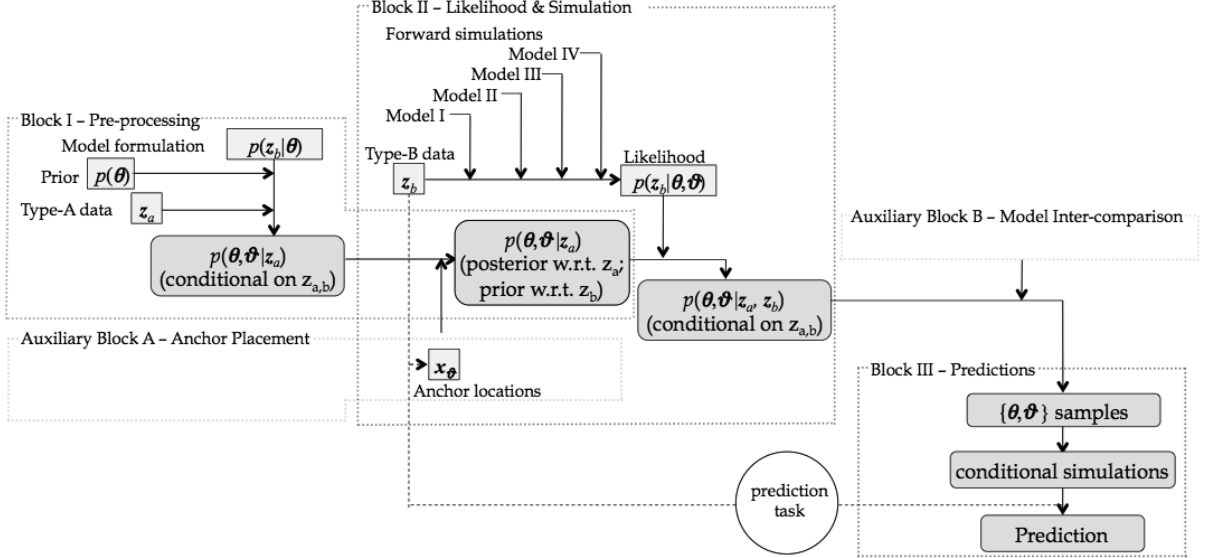 Block II – Likelihood & Simulation
Forward simulations
Model IV
Model III
Model II
Model I
Block I – Pre-processing
Model formulation
p(z_b|θ)
Prior
p(θ)
Type-A data
z_a
Type-B data
z_b
Likelihood
p(z_b|θ,ϑ)
p(θ,ϑ|z_a)
(conditional on z_a,b)
p(θ,ϑ|z_a)
(posterior w.r.t. z_a;
prior w.r.t. z_b)
p(θ,ϑ|z_a, z_b)
(conditional on z_a,b)
Auxiliary Block B – Model Inter-comparison
Auxiliary Block A – Anchor Placement
x_ϑ
Anchor locations
Block III – Predictions
{θ,ϑ} samples
conditional simulations
prediction
task
Prediction